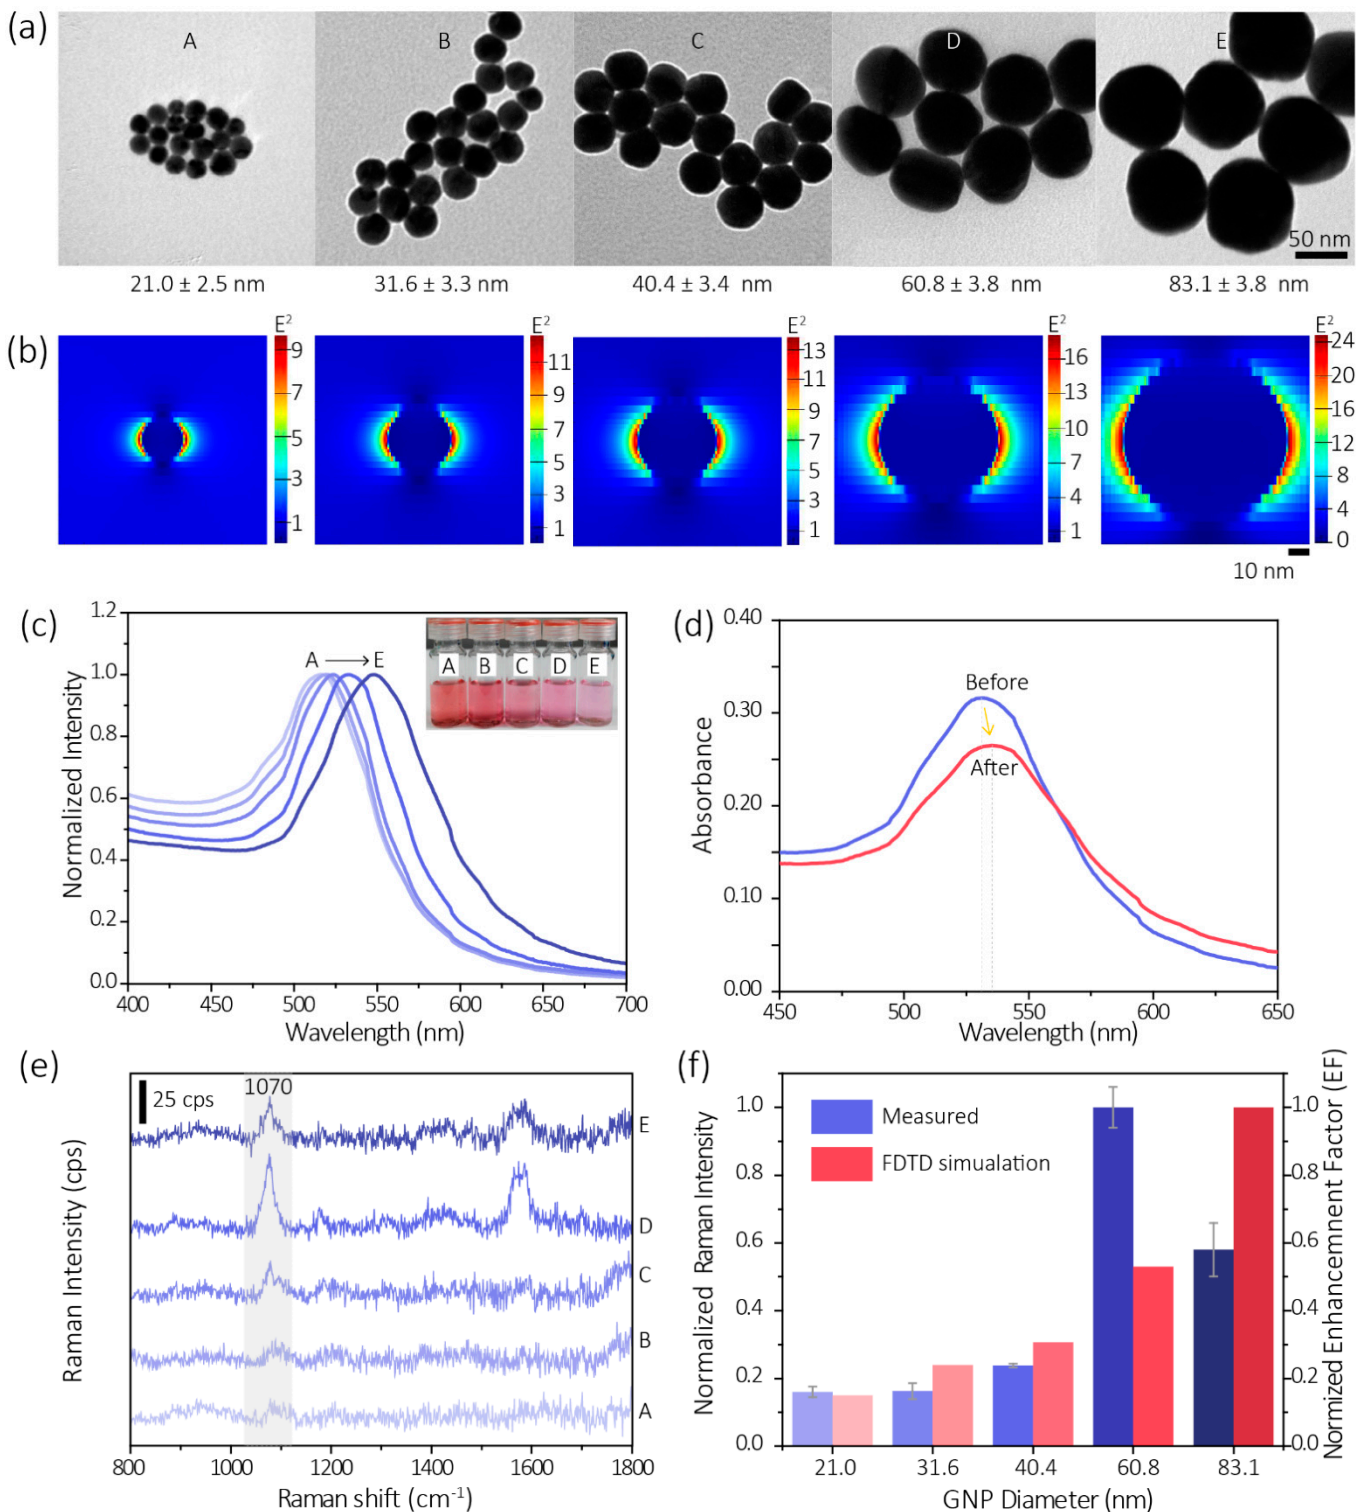 (a)
A B C D E
50 nm
21.0 ± 2.5 nm 31.6 ± 3.3 nm 40.4 ± 3.4 nm 60.8 ± 3.8 nm 83.1 ± 3.8 nm
(b)
E² E² E² E² E²
9
7
5
3
1
11
9
7
5
3
1
13
11
9
7
5
3
1
16
13
10
7
4
1
24
20
16
12
8
4
0
10 nm
(c)
Normalized Intensity
1.2
1.0
0.8
0.6
0.4
0.2
0.0
A E
A B C D E
400 450 500 550 600 650 700
Wavelength (nm)
(d)
Absorbance
0.40
0.30
0.20
0.10
0.00
Before
After
450 500 550 600 650
Wavelength (nm)
(e)
Raman Intensity (cps)
25 cps
1070
E
D
C
B
A
800 1000 1200 1400 1600 1800
Raman shift (cm⁻¹)
(f)
Normalized Raman Intensity
1.0
0.8
0.6
0.4
0.2
0.0
Measured
FDTD simualation
1.0
0.8
0.6
0.4
0.2
0.0
Normized Enhancement Factor (EF)
21.0 31.6 40.4 60.8 83.1
GNP Diameter (nm)